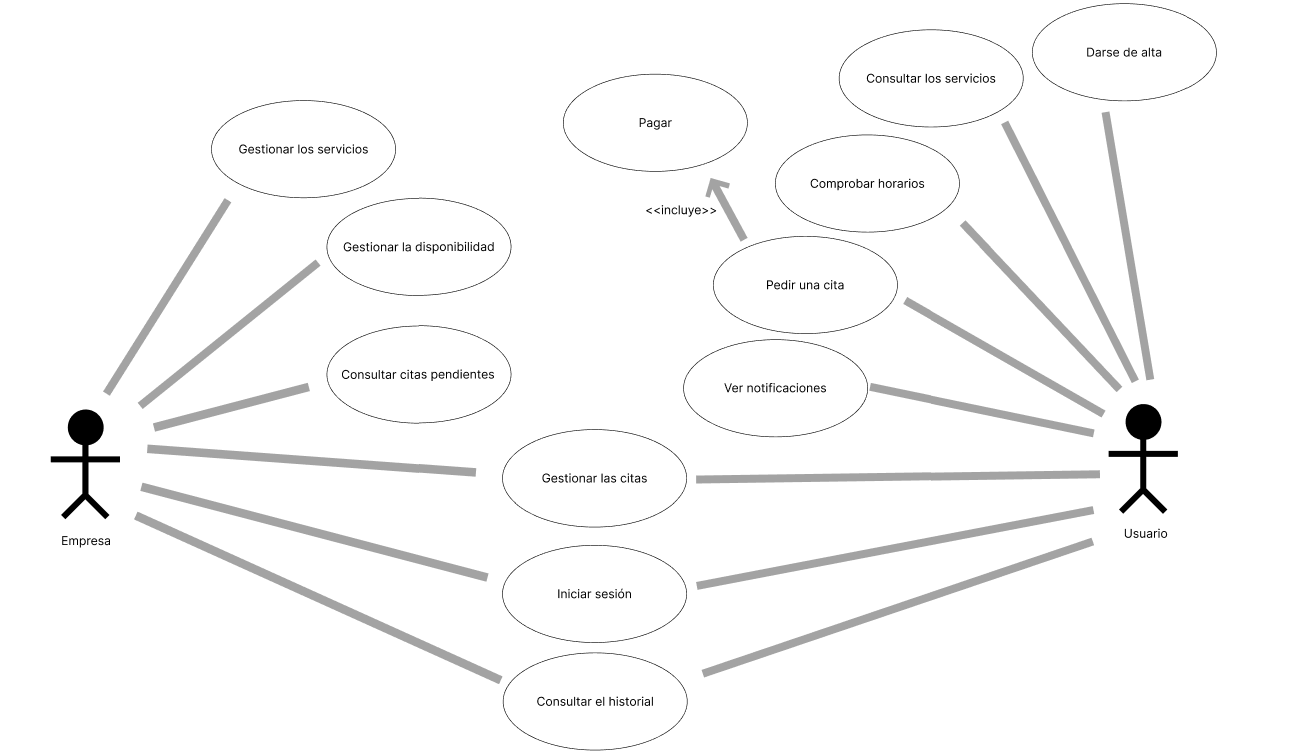 Darse de alta
Consultar los servicios
Pagar
Gestionar los servicios
Comprobar horarios
<<incluye>>
Gestionar la disponibilidad
Pedir una cita
Consultar citas pendientes
Ver notificaciones
Gestionar las citas
Empresa
Usuario
Iniciar sesión
Consultar el historial